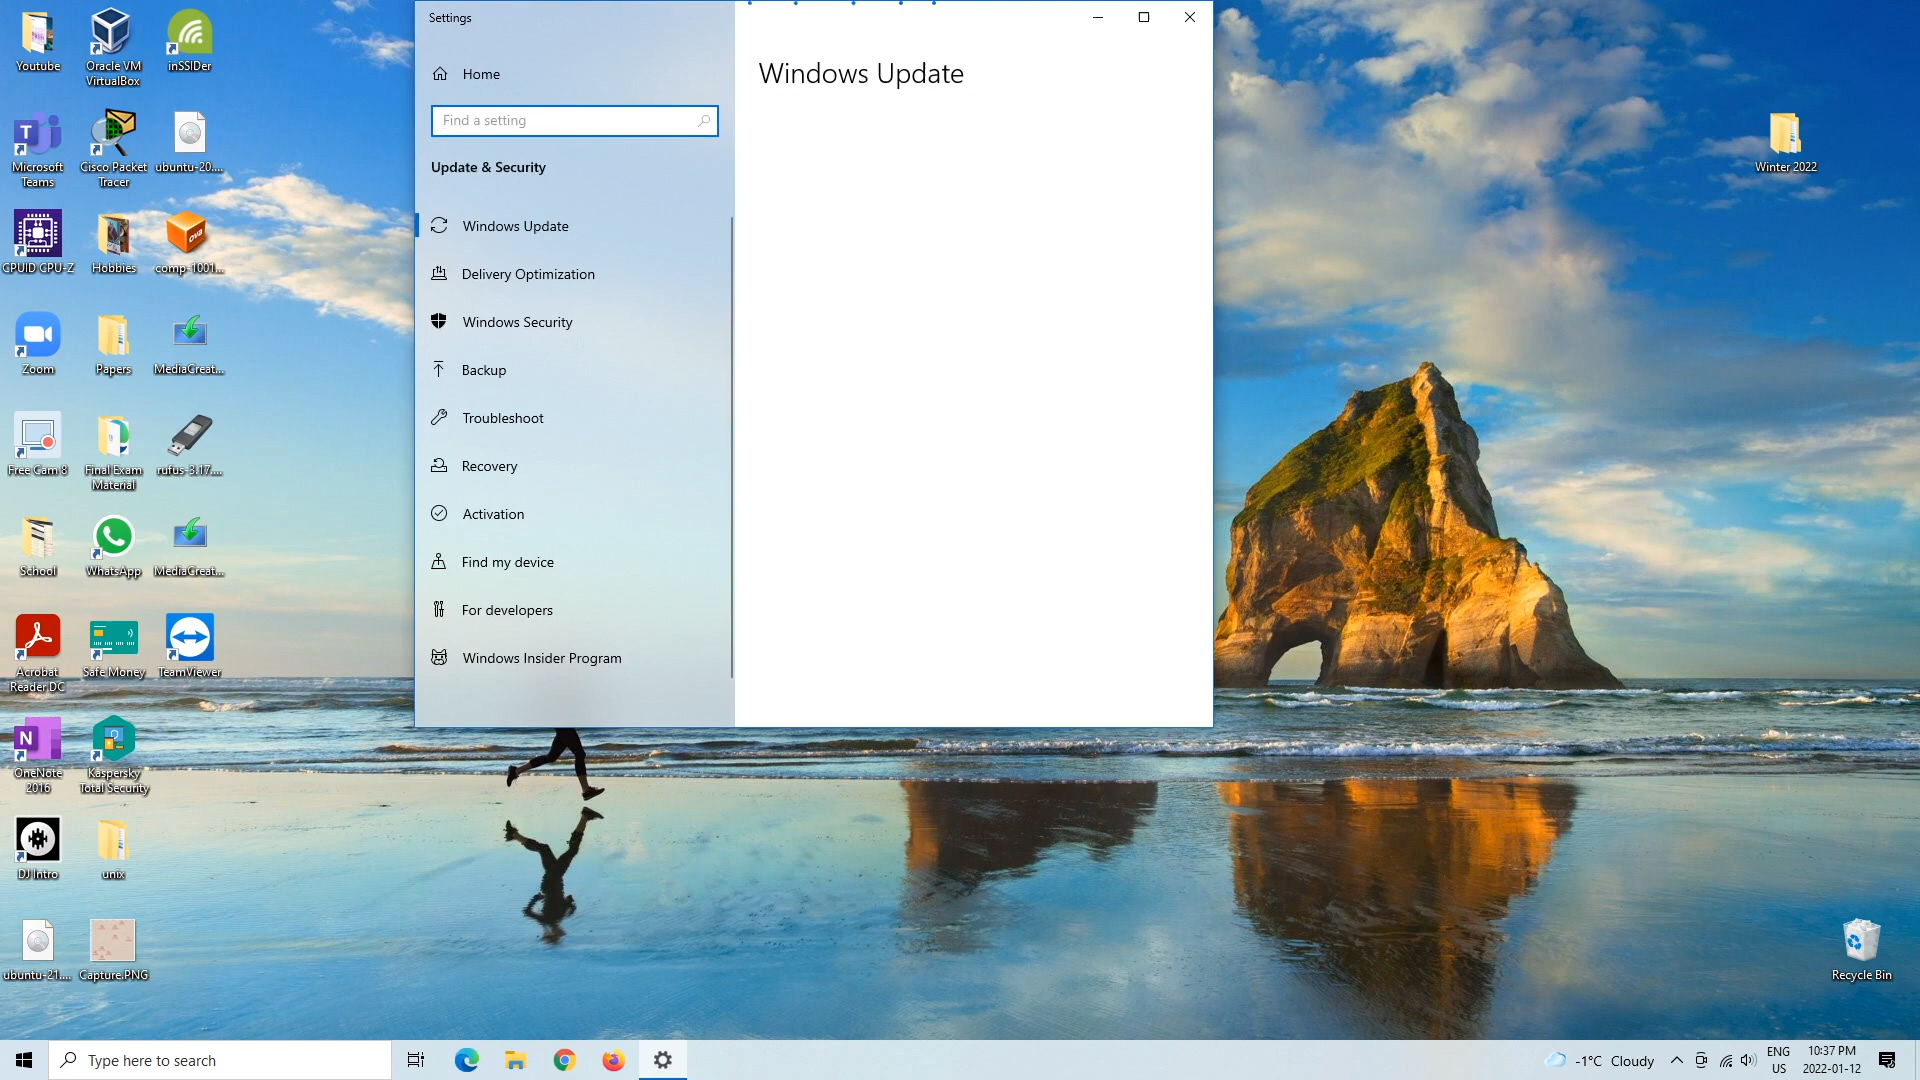 Youtube
Oracle VM
VirtualBox
inSSIDer
Microsoft
Teams
Cisco Packet
Tracer
ubuntu-20....
CPUID CPU-Z
Hobbies
comp-1001...
Zoom
Papers
MediaCreat...
Free Cam 8
Final Exam
Material
rufus-3.17....
School
WhatsApp
MediaCreat...
Acrobat
Reader DC
Safe Money
TeamViewer
OneNote
2016
Kaspersky
Total Security
DJ Intro
unix
ubuntu-21....
Capture.PNG
Settings
Home
Find a setting
Update & Security
Windows Update
Delivery Optimization
Windows Security
Backup
Troubleshoot
Recovery
Activation
Find my device
For developers
Windows Insider Program
Windows Update
Winter 2022
Recycle Bin
Type here to search
-1°C Cloudy
ENG
US
10:37 PM
2022-01-12